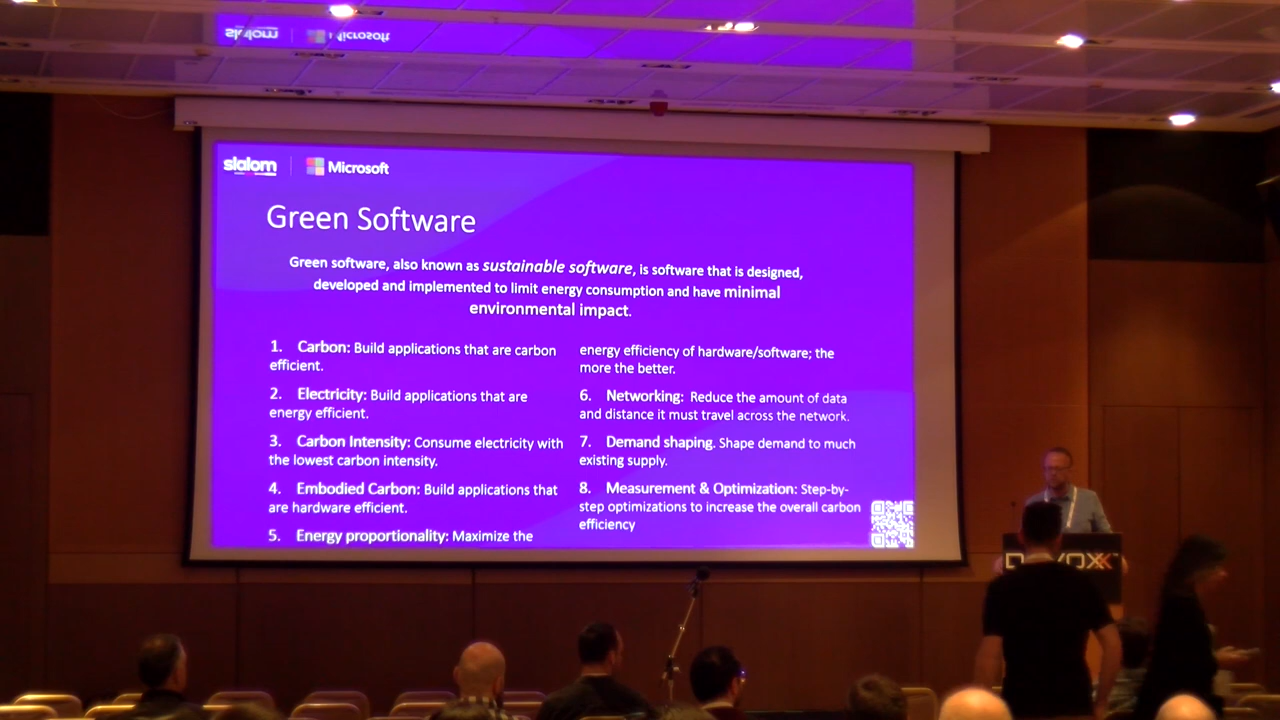 slalom | Microsoft
Green Software
Green software, also known as sustainable software, is software that is designed,
developed and implemented to limit energy consumption and have minimal
environmental impact.
1. Carbon: Build applications that are carbon
efficient.
2. Electricity: Build applications that are
energy efficient.
3. Carbon Intensity: Consume electricity with
the lowest carbon intensity.
4. Embodied Carbon: Build applications that
are hardware efficient.
5. Energy proportionality: Maximize the
energy efficiency of hardware/software; the
more the better.
6. Networking: Reduce the amount of data
and distance it must travel across the network.
7. Demand shaping. Shape demand to much
existing supply.
8. Measurement & Optimization: Step-by-
step optimizations to increase the overall carbon
efficiency